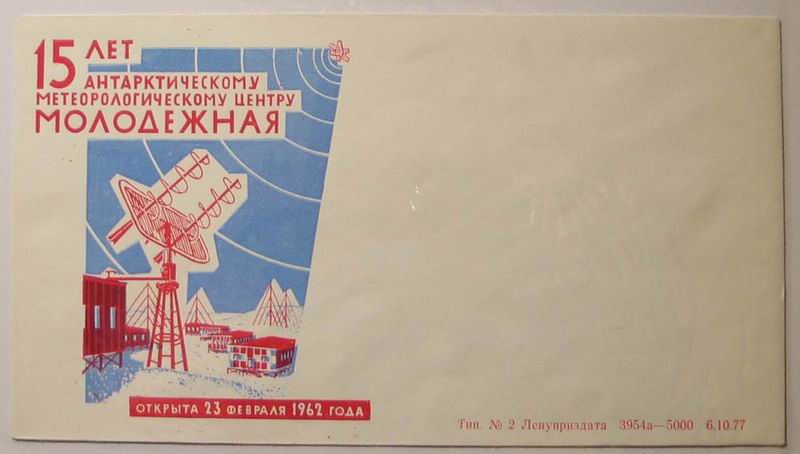 15 ЛЕТ
АНТАРКТИЧЕСКОМУ
МЕТЕОРОЛОГИЧЕСКОМУ ЦЕНТРУ
МОЛОДЕЖНАЯ
ОТКРЫТА 23 ФЕВРАЛЯ 1962 ГОДА
Тип. № 2 Ленуприздата 3954а—5000 6.10.77